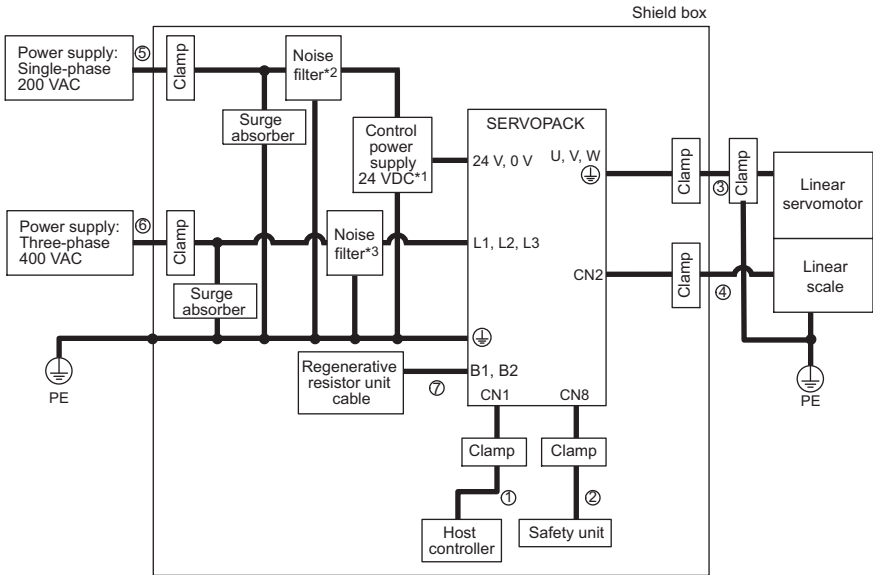 Shield box
Power supply:
Single-phase
200 VAC
⑤
Clamp
Noise
filter*2
Surge
absorber
Control
power
supply
24 VDC*1
SERVOPACK
24 V, 0 V
U, V, W
Clamp
③
Clamp
Linear
servomotor
Power supply:
Three-phase
400 VAC
⑥
Clamp
Noise
filter*3
L1, L2, L3
Surge
absorber
CN2
Clamp
④
Linear
scale
PE
Regenerative
resistor unit
cable
⑦
B1, B2
CN1
CN8
PE
Clamp
Clamp
①
②
Host
controller
Safety unit